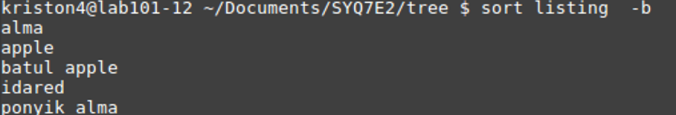 kriston4@lab101-12 ~/Documents/SYQ7E2/tree $ sort listing  -b
alma
apple
batul apple
idared
ponyik alma